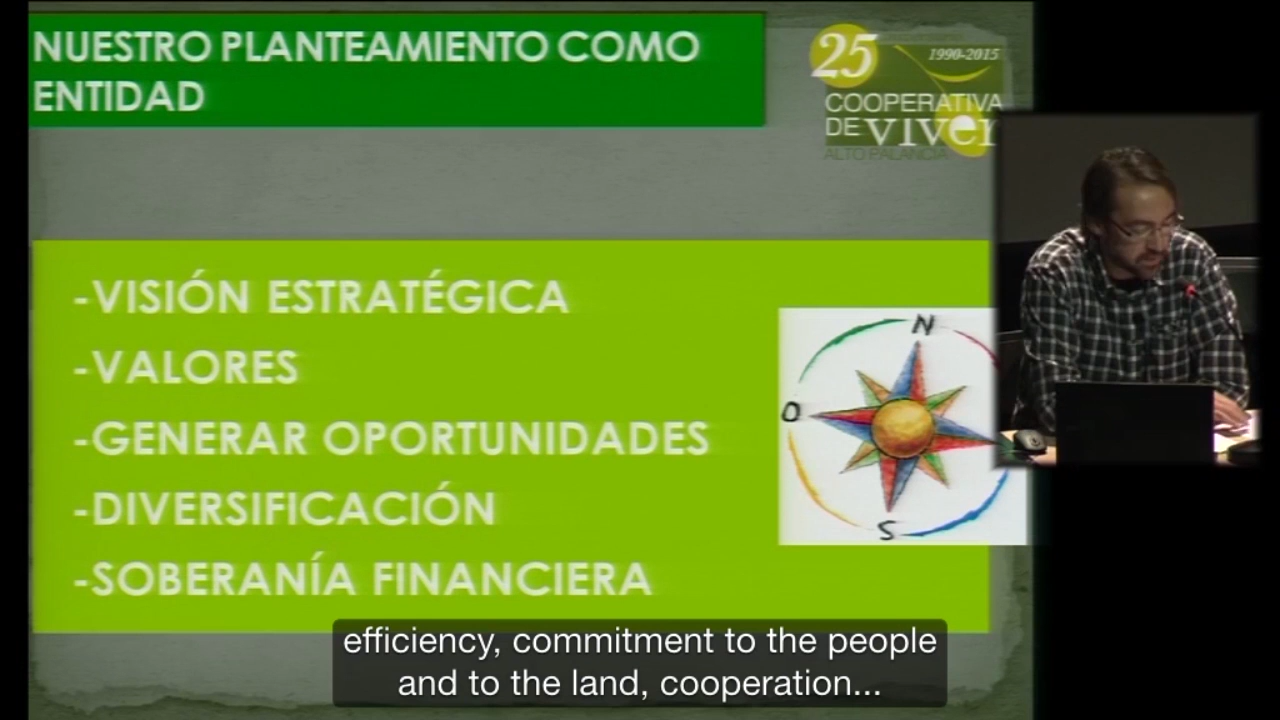 NUESTRO PLANTEAMIENTO COMO
ENTIDAD
25
1990-2015
COOPERATIVA
DE viver
ALTO PALANCIA
-VISIÓN ESTRATÉGICA
-VALORES
-GENERAR OPORTUNIDADES
-DIVERSIFICACIÓN
-SOBERANÍA FINANCIERA
N
O
S
efficiency, commitment to the people
and to the land, cooperation...